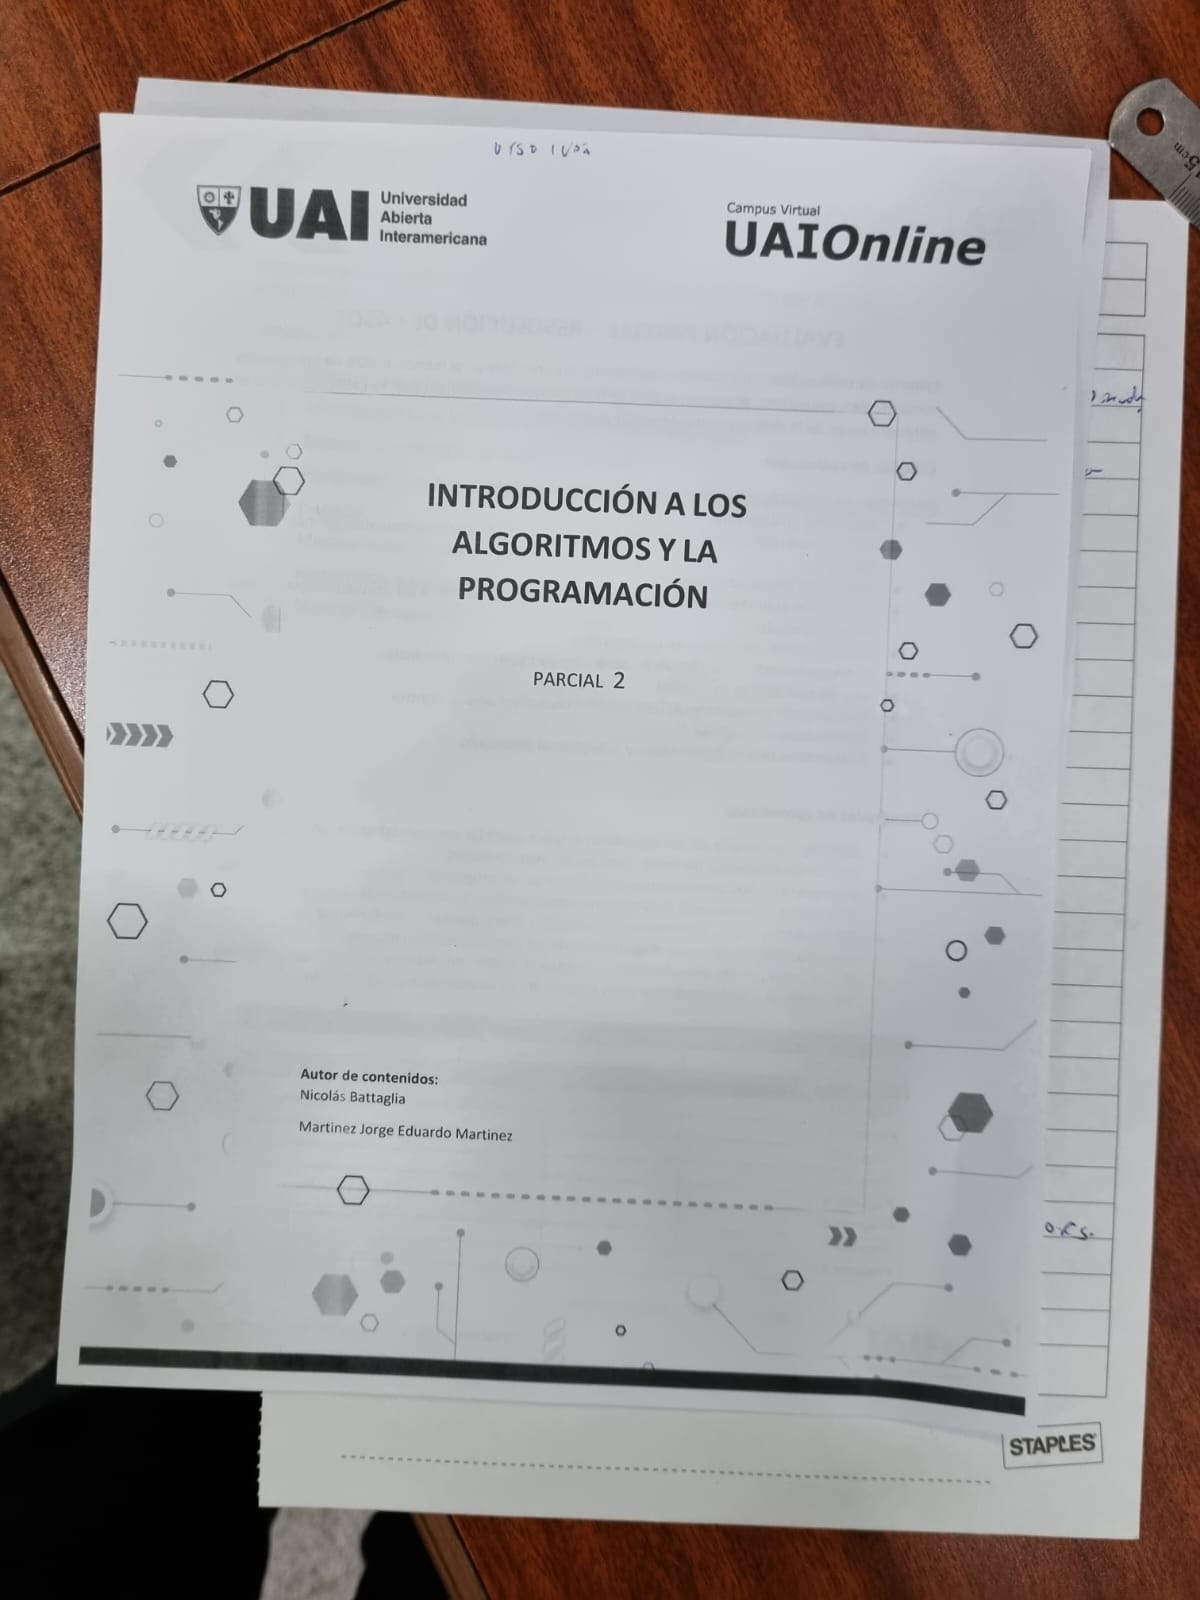 UAI
Universidad
Abierta
Interamericana
Campus Virtual
UAIOnline
INTRODUCCIÓN A LOS
ALGORITMOS Y LA
PROGRAMACIÓN
PARCIAL 2
Autor de contenidos:
Nicolás Battaglia
Martinez Jorge Eduardo Martinez
STAPLES